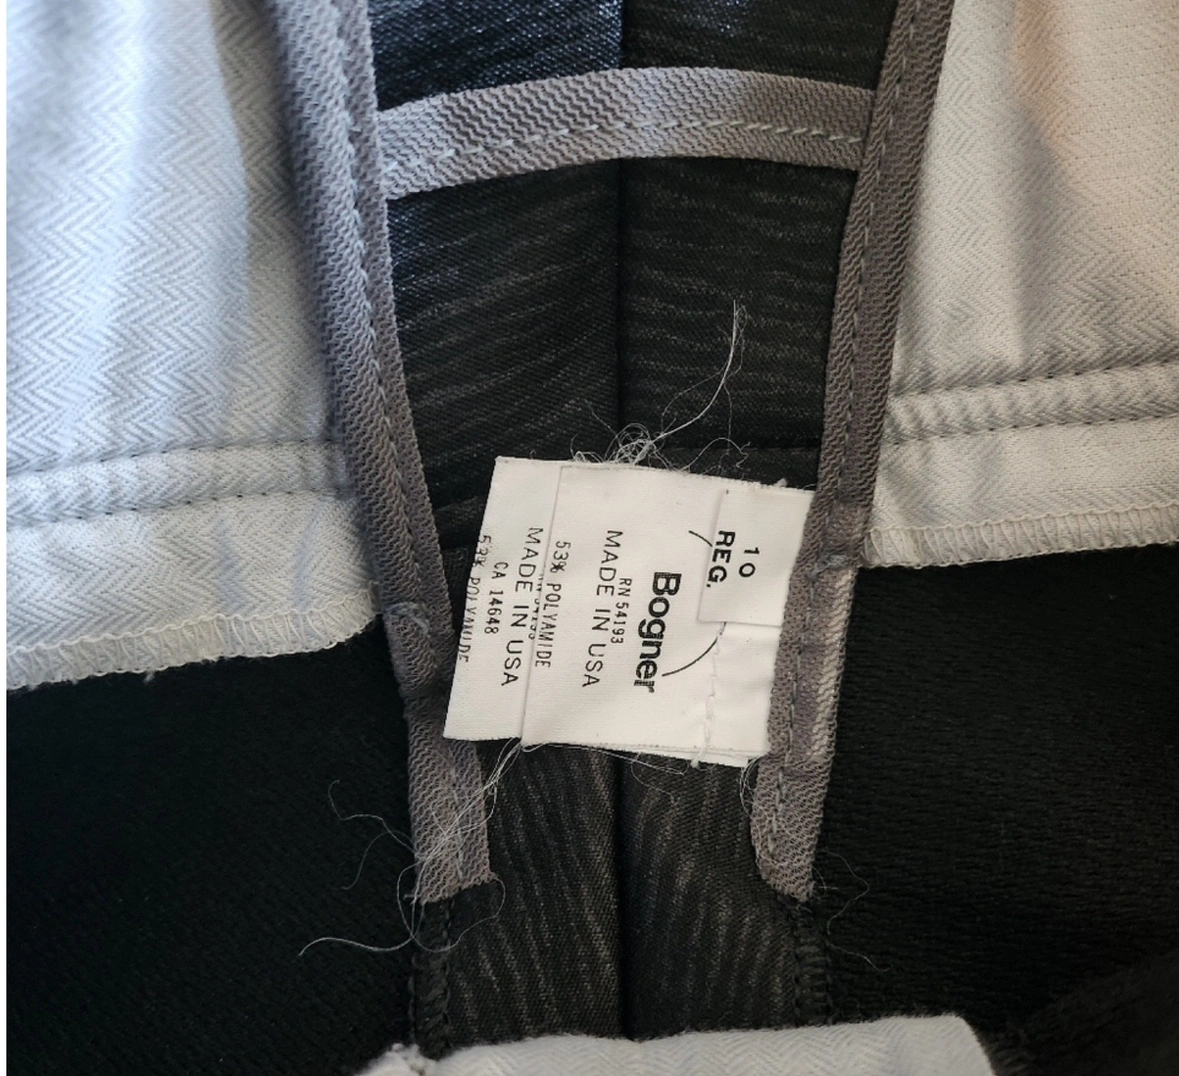 10
REG.
Bogner
RN 54193
MADE IN USA
53% POLYAMIDE
MADE IN USA
CA 14648
53% POLYAMIDE